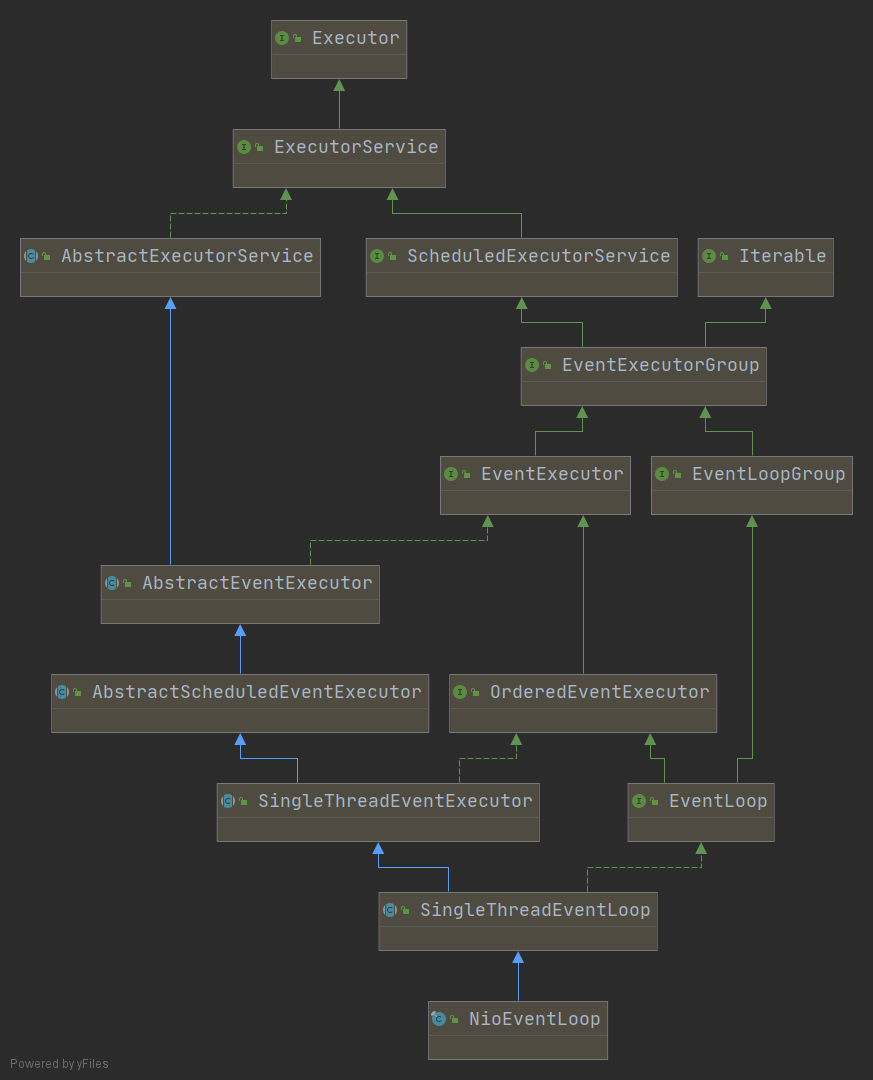 Executor
ExecutorService
AbstractExecutorService
ScheduledExecutorService
Iterable
EventExecutorGroup
EventExecutor
EventLoopGroup
AbstractEventExecutor
AbstractScheduledEventExecutor
OrderedEventExecutor
SingleThreadEventExecutor
EventLoop
SingleThreadEventLoop
NioEventLoop
Powered by yFiles